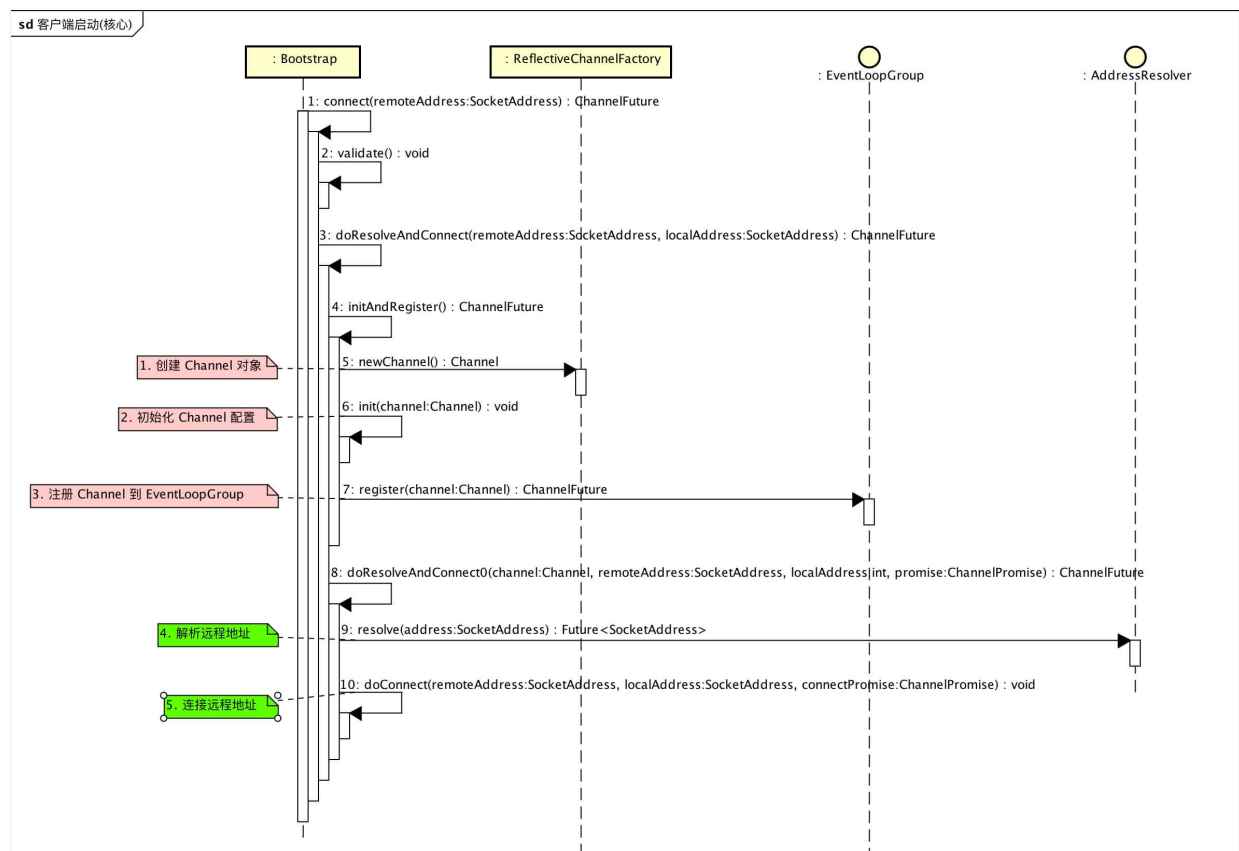 sd 客户端启动(核心)
: Bootstrap
: ReflectiveChannelFactory
: EventLoopGroup
: AddressResolver
1: connect(remoteAddress:SocketAddress) : ChannelFuture
2: validate() : void
3: doResolveAndConnect(remoteAddress:SocketAddress, localAddress:SocketAddress) : ChannelFuture
4: initAndRegister() : ChannelFuture
1. 创建 Channel 对象
5: newChannel() : Channel
2. 初始化 Channel 配置
6: init(channel:Channel) : void
3. 注册 Channel 到 EventLoopGroup
7: register(channel:Channel) : ChannelFuture
8: doResolveAndConnect0(channel:Channel, remoteAddress:SocketAddress, localAddress:int, promise:ChannelPromise) : ChannelFuture
4. 解析远程地址
9: resolve(address:SocketAddress) : Future<SocketAddress>
5. 连接远程地址
10: doConnect(remoteAddress:SocketAddress, localAddress:SocketAddress, connectPromise:ChannelPromise) : void